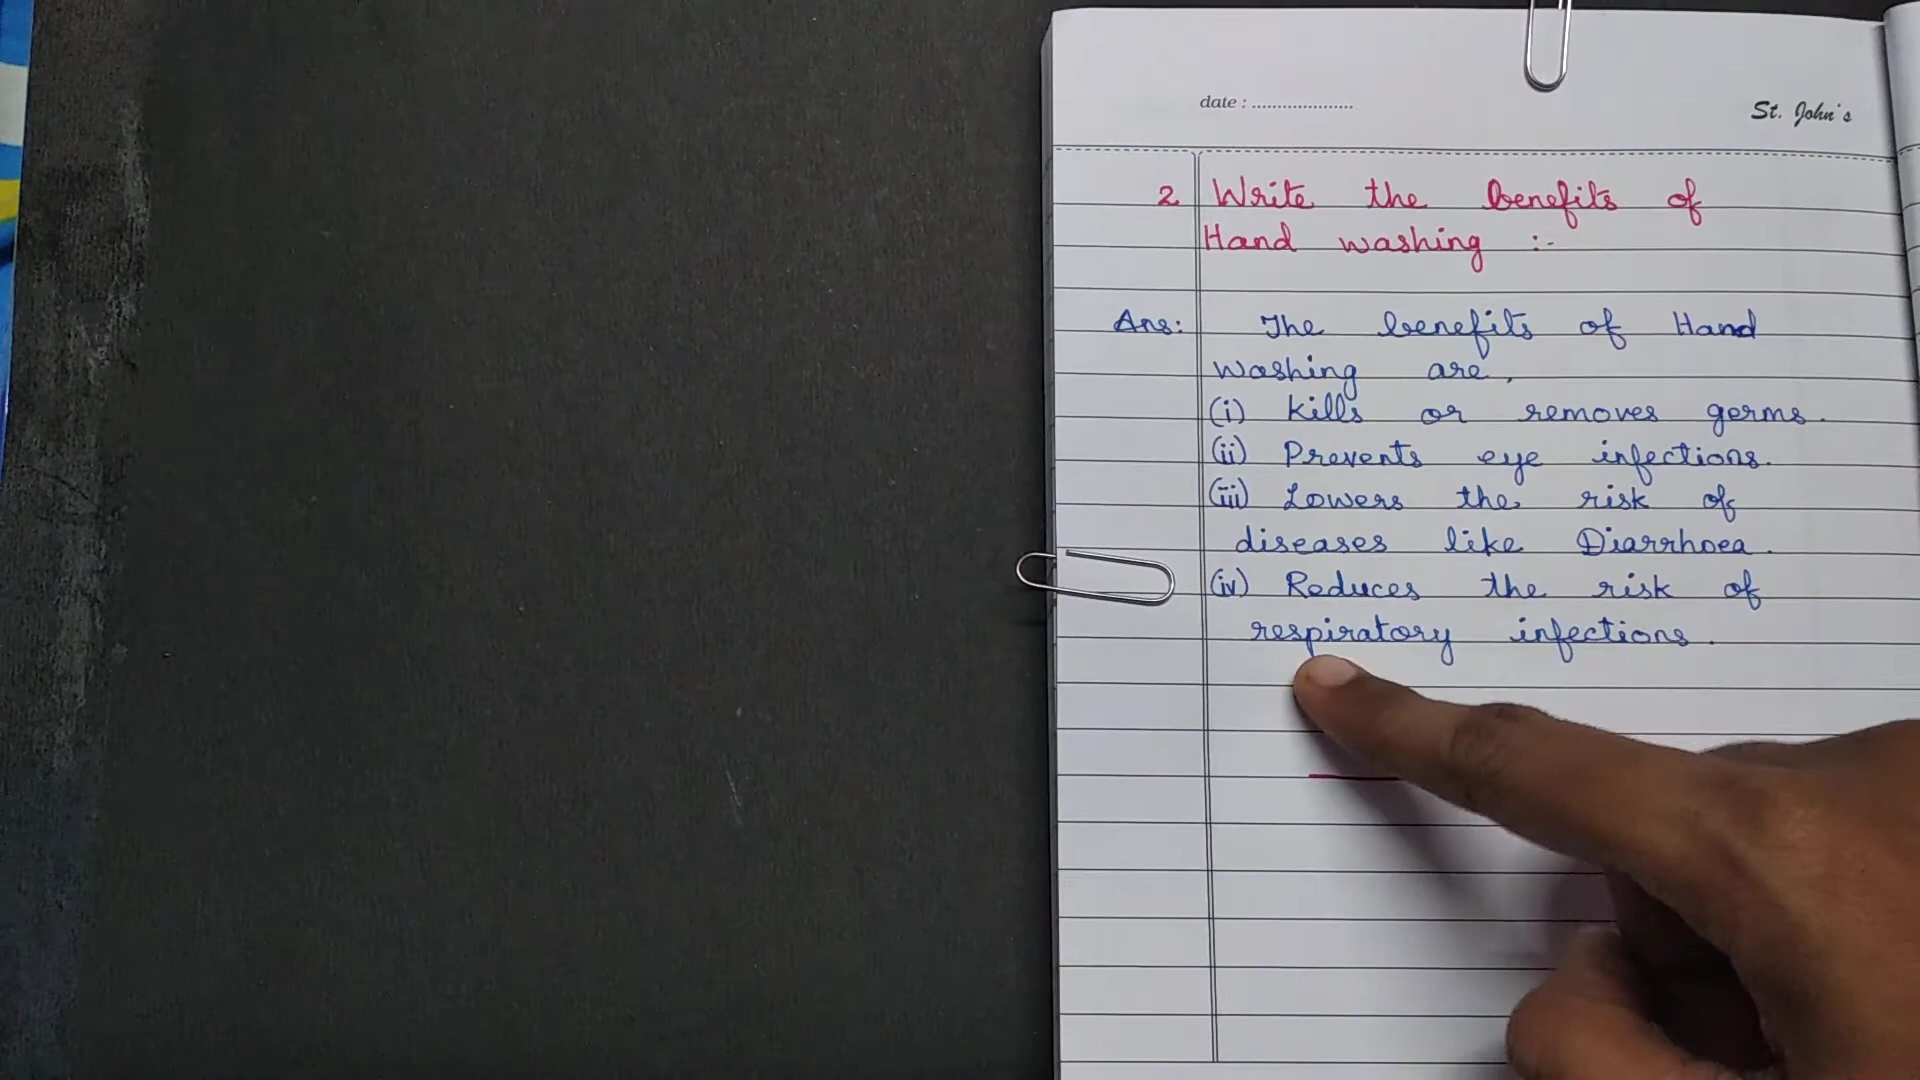 date : ....................
St. John's
2 Write the benefits of
Hand washing :-
Ans: The benefits of Hand
washing are,
(i) Kills or removes germs.
(ii) Prevents eye infections.
(iii) Lowers the risk of
diseases like Diarrhoea.
(iv) Reduces the risk of
respiratory infections.